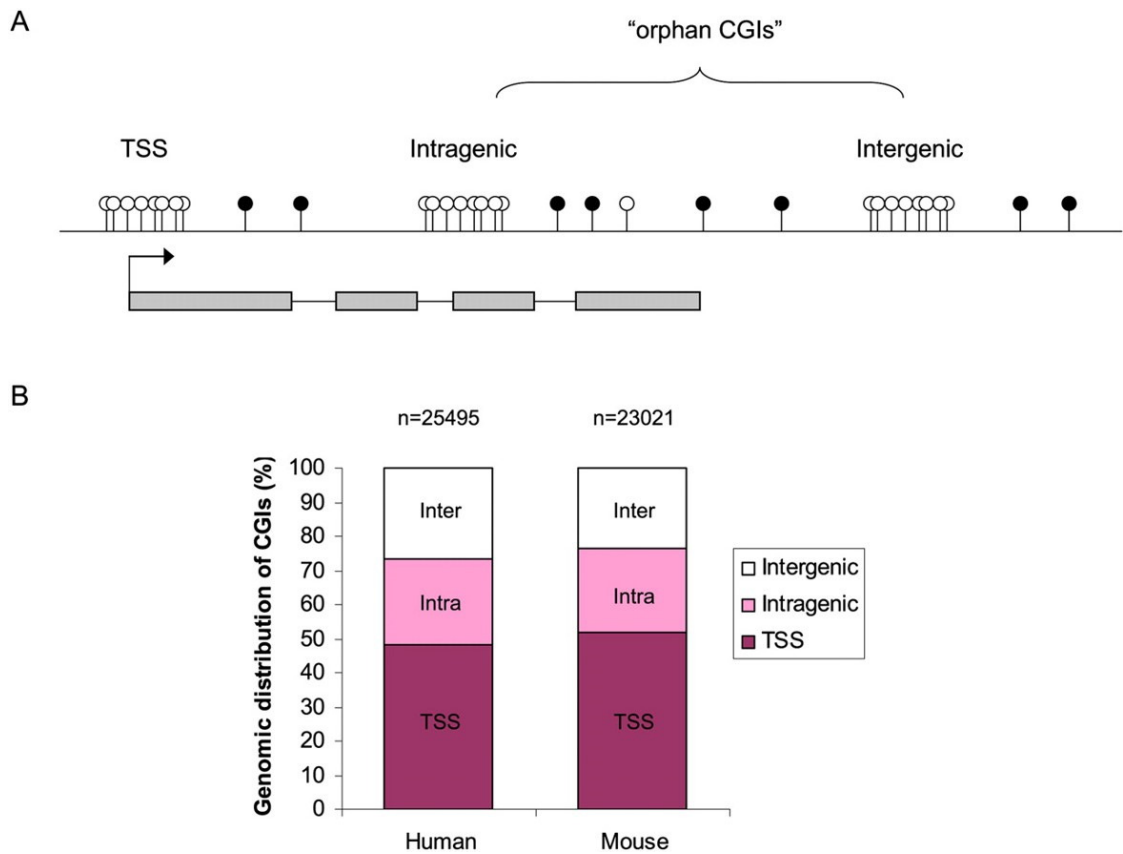 A
“orphan CGIs”
TSS
Intragenic
Intergenic
B
n=25495
n=23021
Genomic distribution of CGIs (%)
100
90
80
70
60
50
40
30
20
10
0
Inter
Inter
Intra
Intra
TSS
TSS
Human
Mouse
Intergenic
Intragenic
TSS